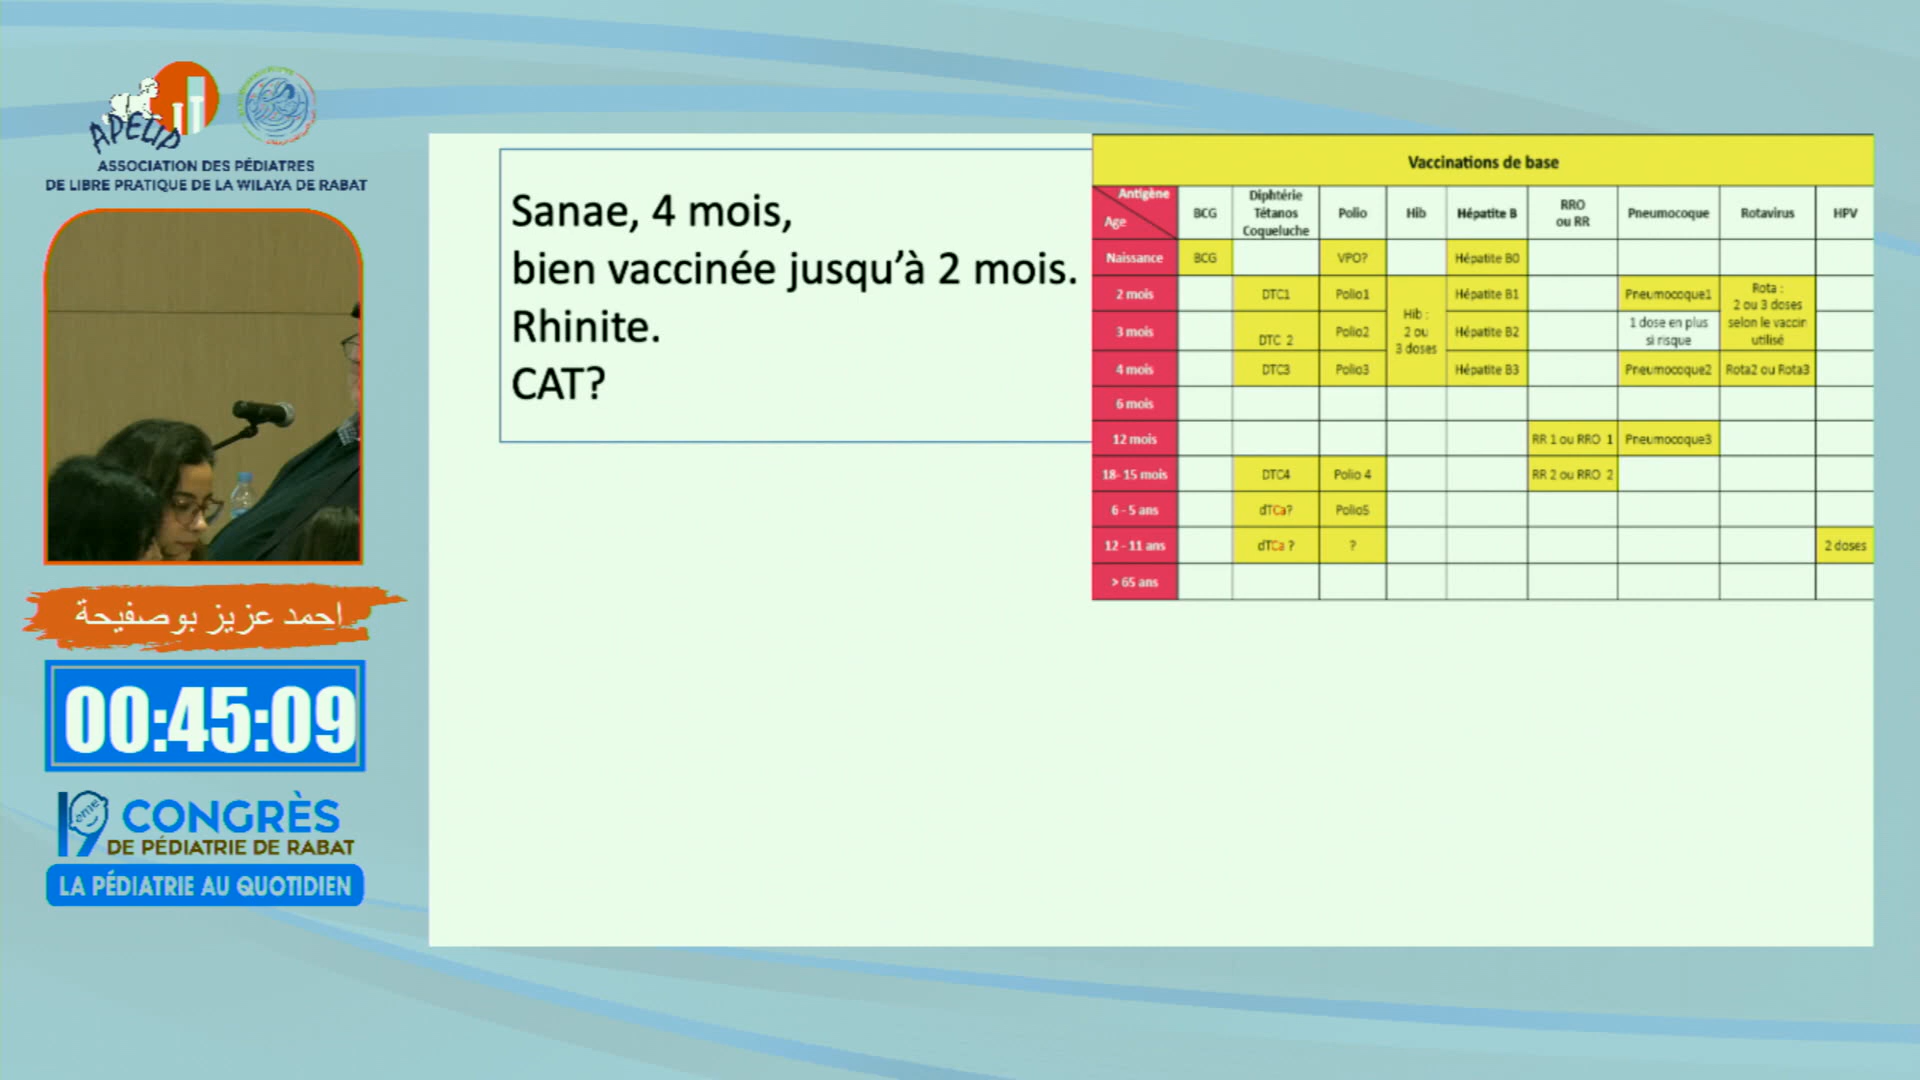 APELIP
ASSOCIATION DES PÉDIATRES
DE LIBRE PRATIQUE DE LA WILAYA DE RABAT
احمد عزيز بوصفيحة
00:45:09
19eme CONGRÈS
DE PÉDIATRIE DE RABAT
LA PÉDIATRIE AU QUOTIDIEN
Sanae, 4 mois,
bien vaccinée jusqu’à 2 mois.
Rhinite.
CAT?
Vaccinations de base
Antigène
Age
BCG
Diphtérie
Tétanos
Coqueluche
Polio
Hib
Hépatite B
RRO
ou RR
Pneumocoque
Rotavirus
HPV
Naissance BCG VPO? Hépatite B0
2 mois DTC1 Polio1 Hépatite B1 Pneumocoque1
3 mois DTC 2 Polio2 Hépatite B2
Hib :
2 ou
3 doses
1 dose en plus
si risque
Rota :
2 ou 3 doses
selon le vaccin
utilisé
4 mois DTC3 Polio3 Hépatite B3 Pneumocoque2 Rota2 ou Rota3
6 mois
12 mois RR 1 ou RRO 1 Pneumocoque3
18- 15 mois DTC4 Polio 4 RR 2 ou RRO 2
6 - 5 ans dTCa? Polio5
12 - 11 ans dTCa ? ? 2 doses
> 65 ans